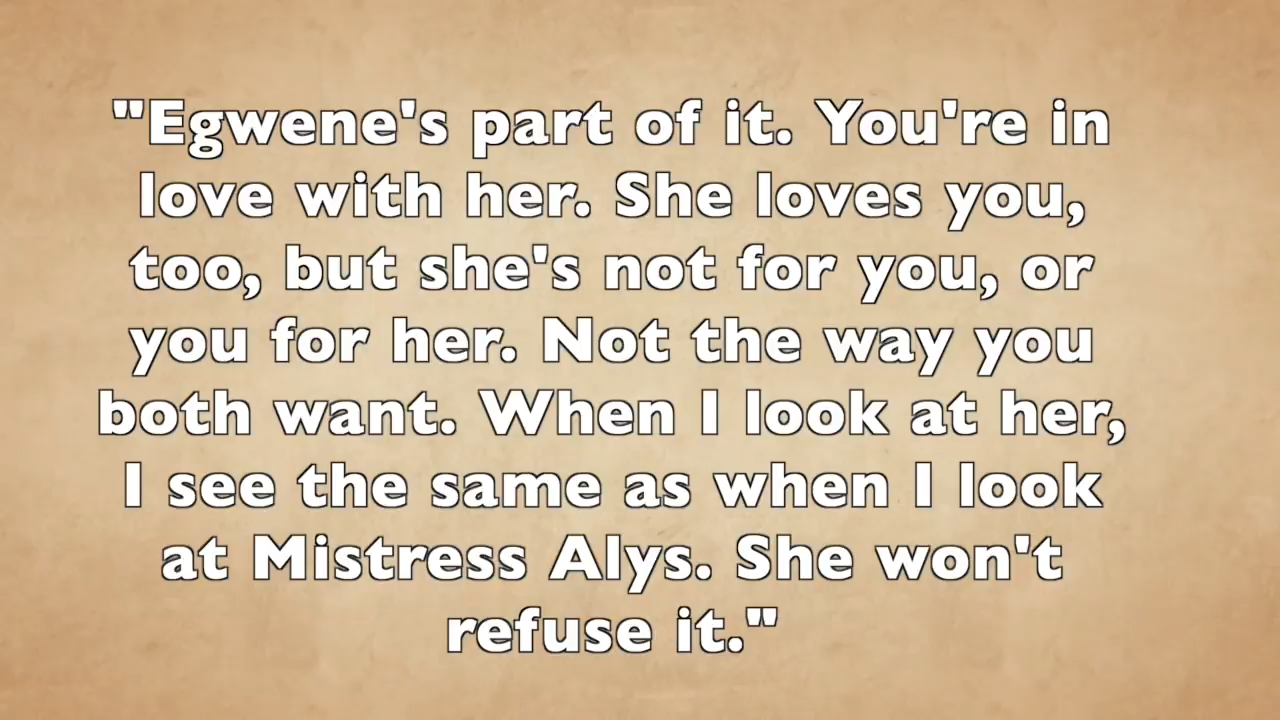 "Egwene's part of it. You're in
love with her. She loves you,
too, but she's not for you, or
you for her. Not the way you
both want. When I look at her,
I see the same as when I look
at Mistress Alys. She won't
refuse it."